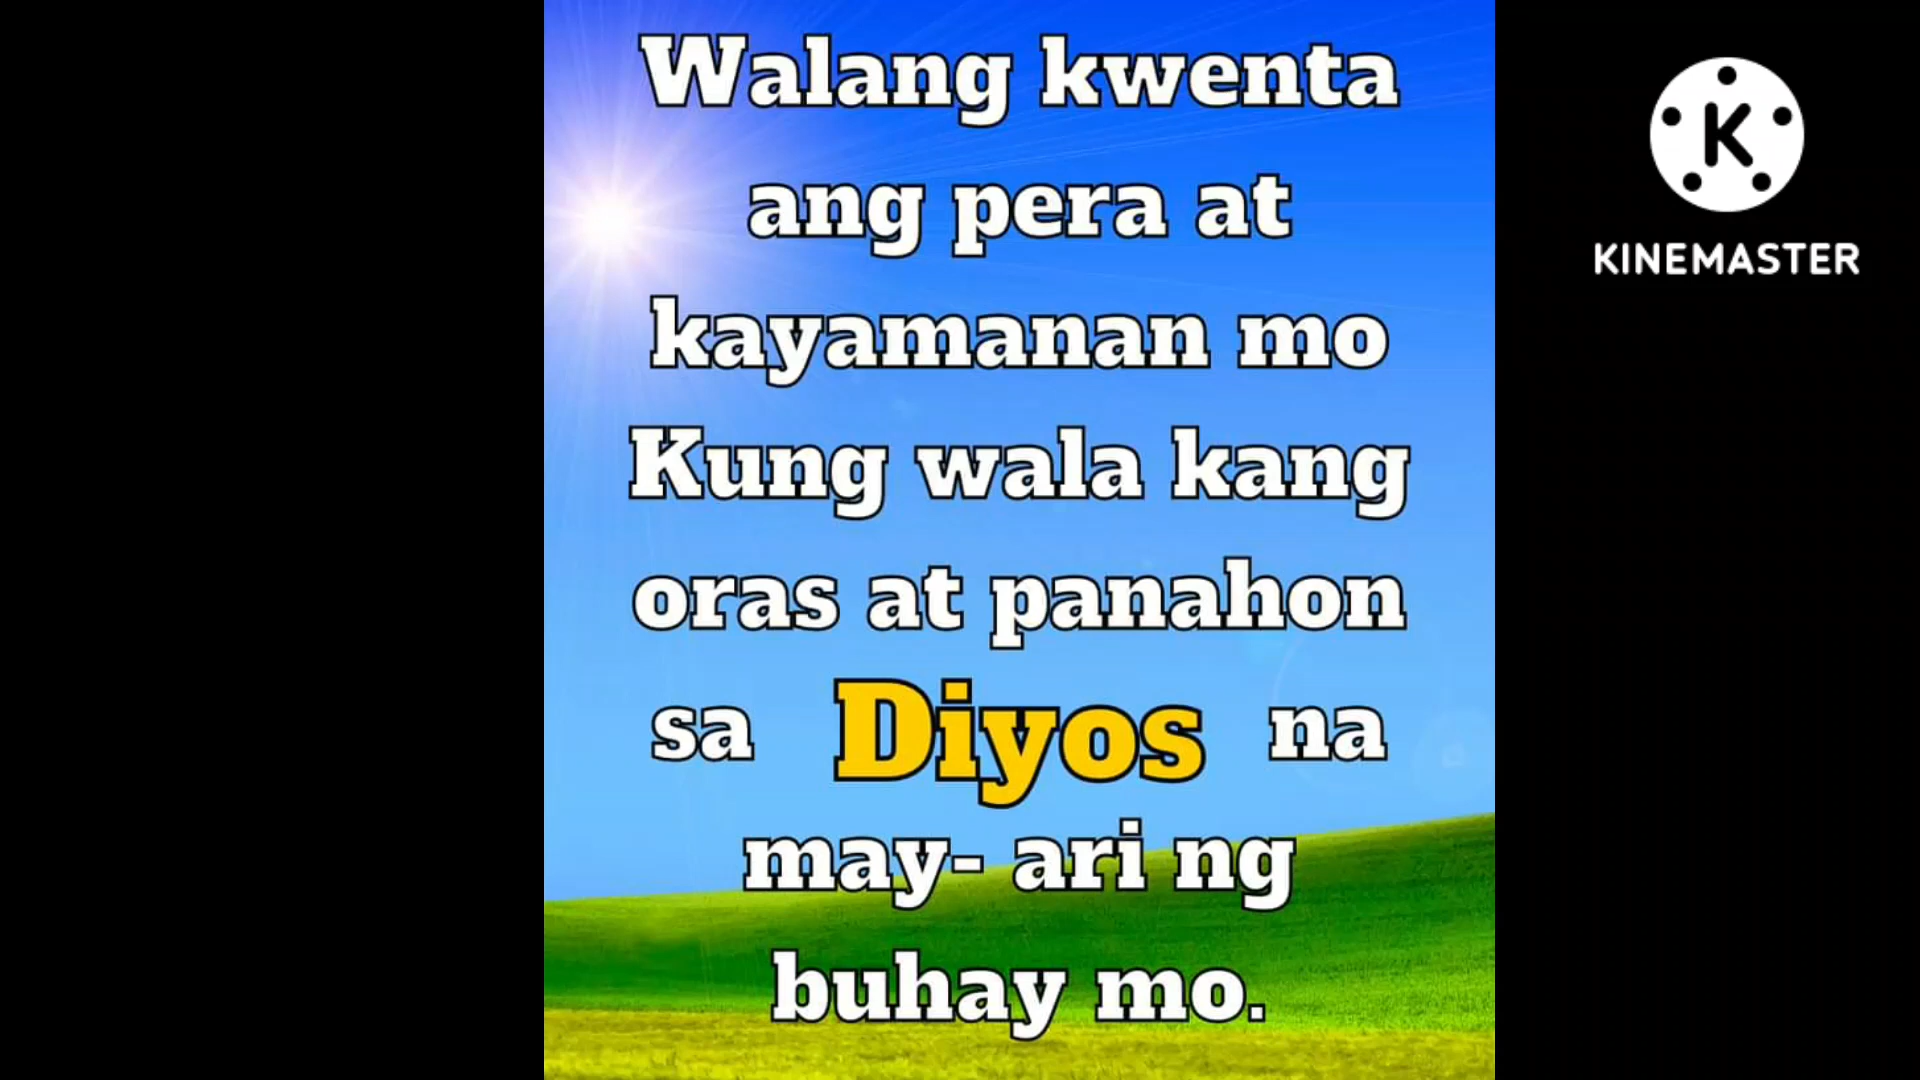 Walang kwenta
ang pera at
kayamanan mo
Kung wala kang
oras at panahon
sa Diyos na
may- ari ng
buhay mo.
K
KINEMASTER